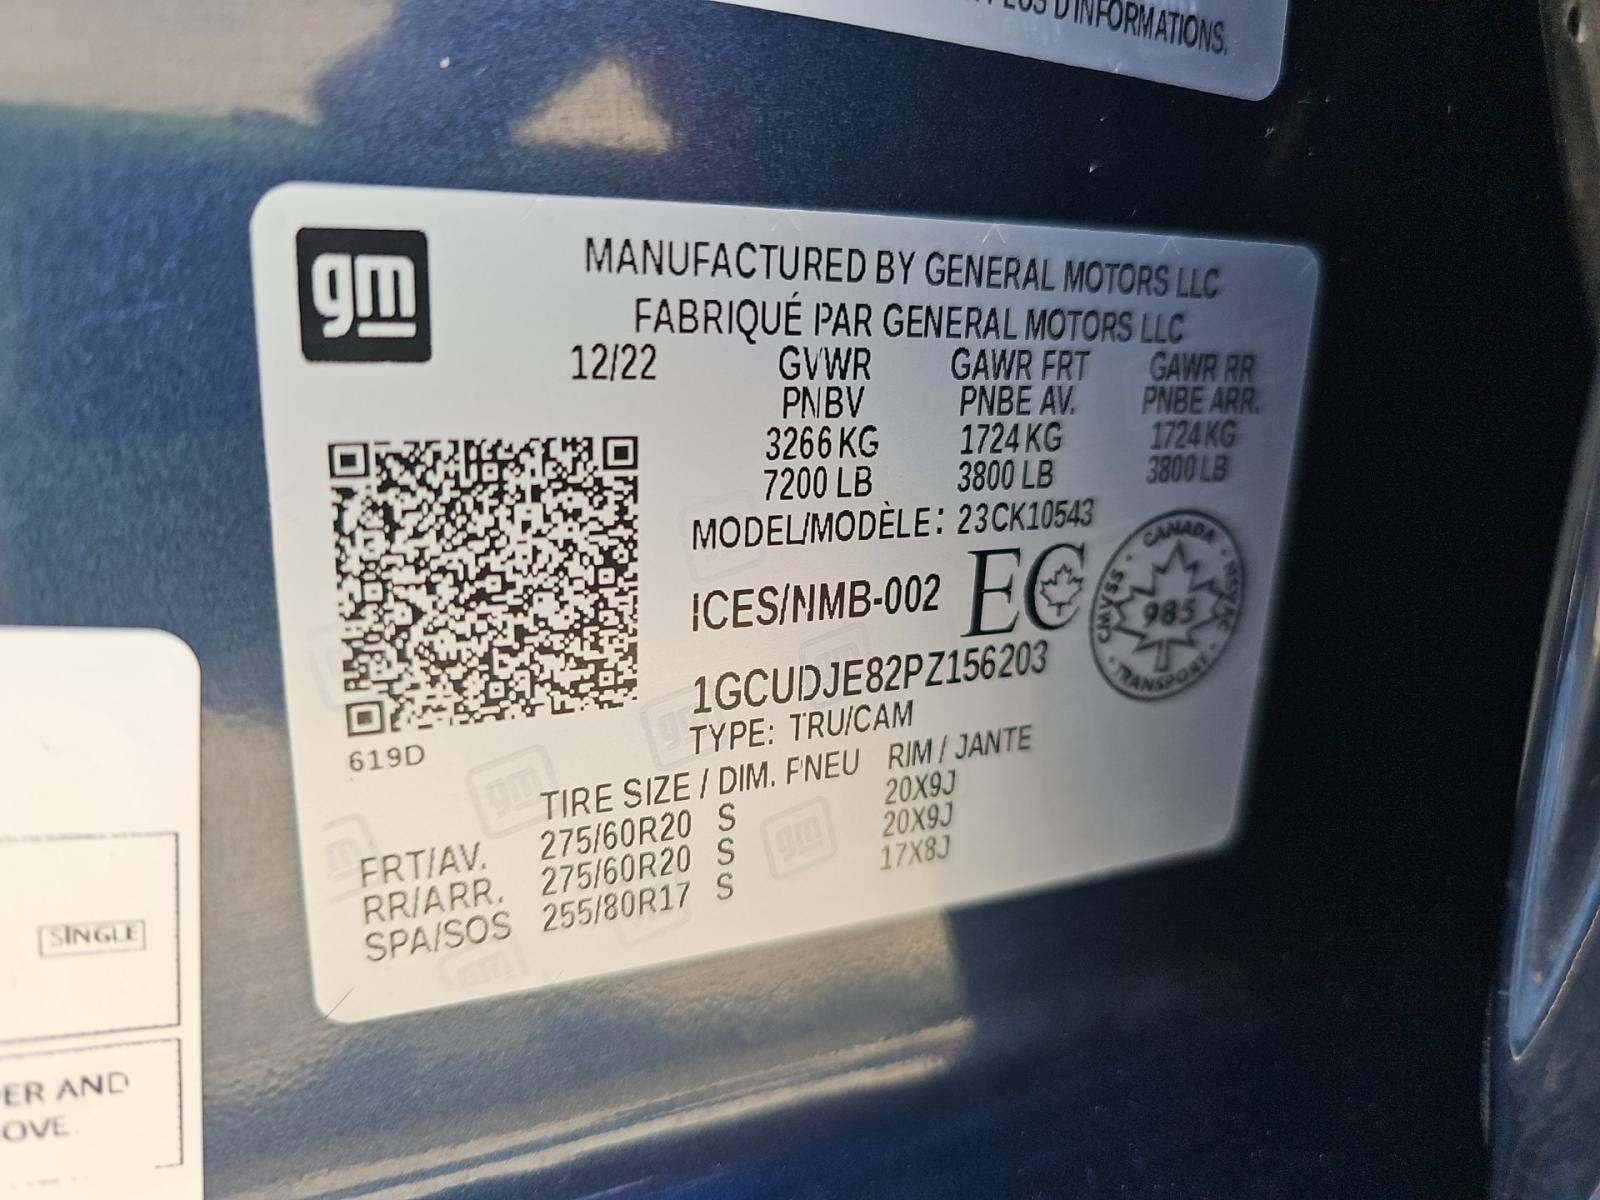 PLUS D'INFORMATIONS.
gm
MANUFACTURED BY GENERAL MOTORS LLC
FABRIQUÉ PAR GENERAL MOTORS LLC
12/22 GVWR GAWR FRT GAWR RR
PNBV PNBE AV. PNBE ARR.
3266 KG 1724 KG 1724 KG
7200 LB 3800 LB 3800 LB
MODEL/MODÈLE: 23CK10543
ICES/NMB-002 EC
CANADA · NSVAC · TRANSPORT · CMVSS ·
985
1GCUDJE82PZ156203
TYPE: TRU/CAM
619D
TIRE SIZE / DIM. PNEU RIM / JANTE
FRT/AV. 275/60R20 S 20X9J
RR/ARR. 275/60R20 S 20X9J
SPA/SOS 255/80R17 S 17X8J
SINGLE
AND